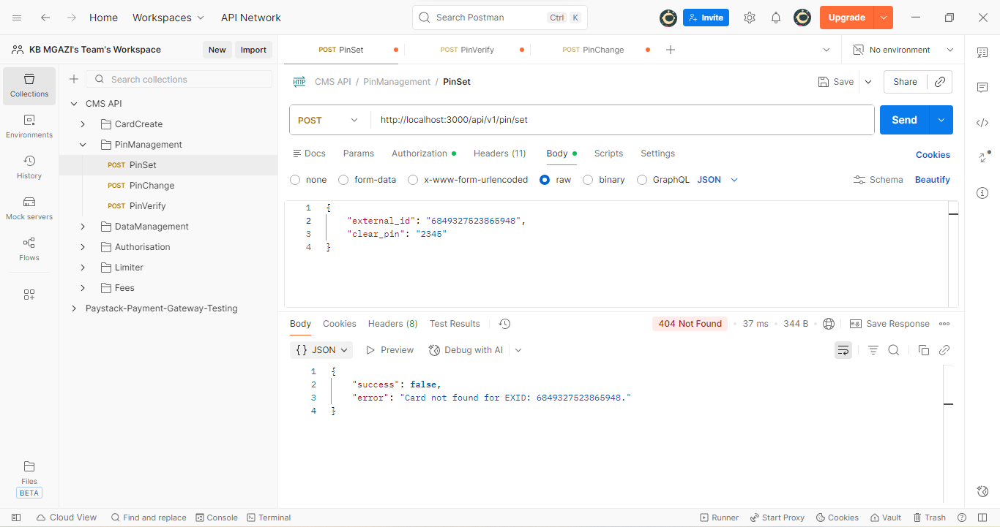 Home Workspaces API Network Search Postman Ctrl K Invite Upgrade
KB MGAZI's Team's Workspace New Import POST PinSet POST PinVerify POST PinChange No environment
Collections
Environments
History
Mock servers
Flows
Files
BETA
Search collections
CMS API
CardCreate
PinManagement
POST PinSet
POST PinChange
POST PinVerify
DataManagement
Authorisation
Limiter
Fees
Paystack-Payment-Gateway-Testing
HTTP CMS API / PinManagement / PinSet Save Share
POST http://localhost:3000/api/v1/pin/set Send
Docs Params Authorization Headers (11) Body Scripts Settings Cookies
none form-data x-www-form-urlencoded raw binary GraphQL JSON Schema Beautify
1 {
2 "external_id": "6849327523865948",
3 "clear_pin": "2345"
4 }
Body Cookies Headers (8) Test Results 404 Not Found 37 ms 344 B e.g. Save Response
{} JSON Preview Debug with AI
1 {
2 "success": false,
3 "error": "Card not found for EXID: 6849327523865948."
4 }
Cloud View Find and replace Console Terminal Runner Start Proxy Cookies Vault Trash